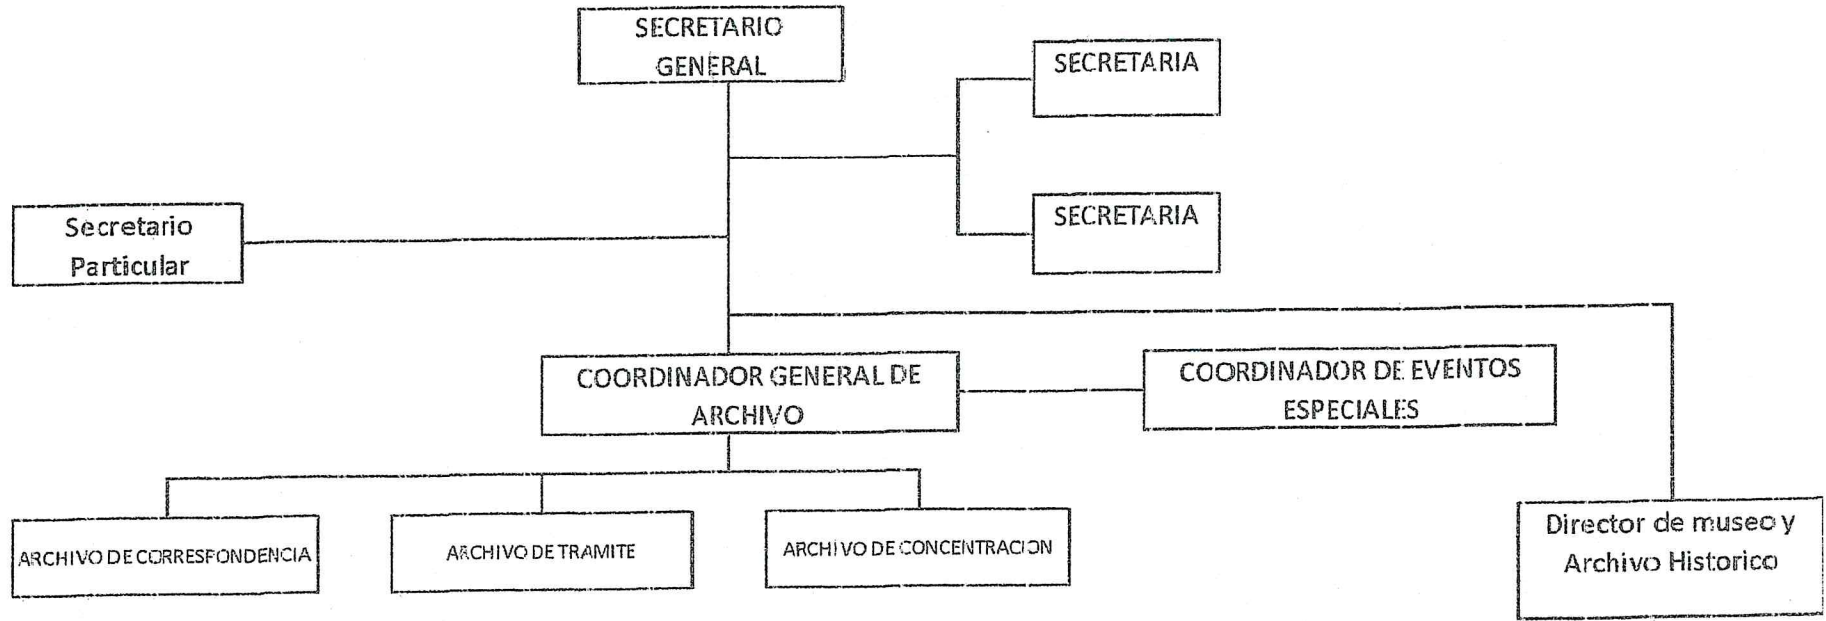 SECRETARIO
GENERAL
SECRETARIA
SECRETARIA
Secretario
Particular
COORDINADOR GENERAL DE
ARCHIVO
COORDINADOR DE EVENTOS
ESPECIALES
ARCHIVO DE CORRESPONDENCIA
ARCHIVO DE TRAMITE
ARCHIVO DE CONCENTRACION
Director de museo y
Archivo Historico